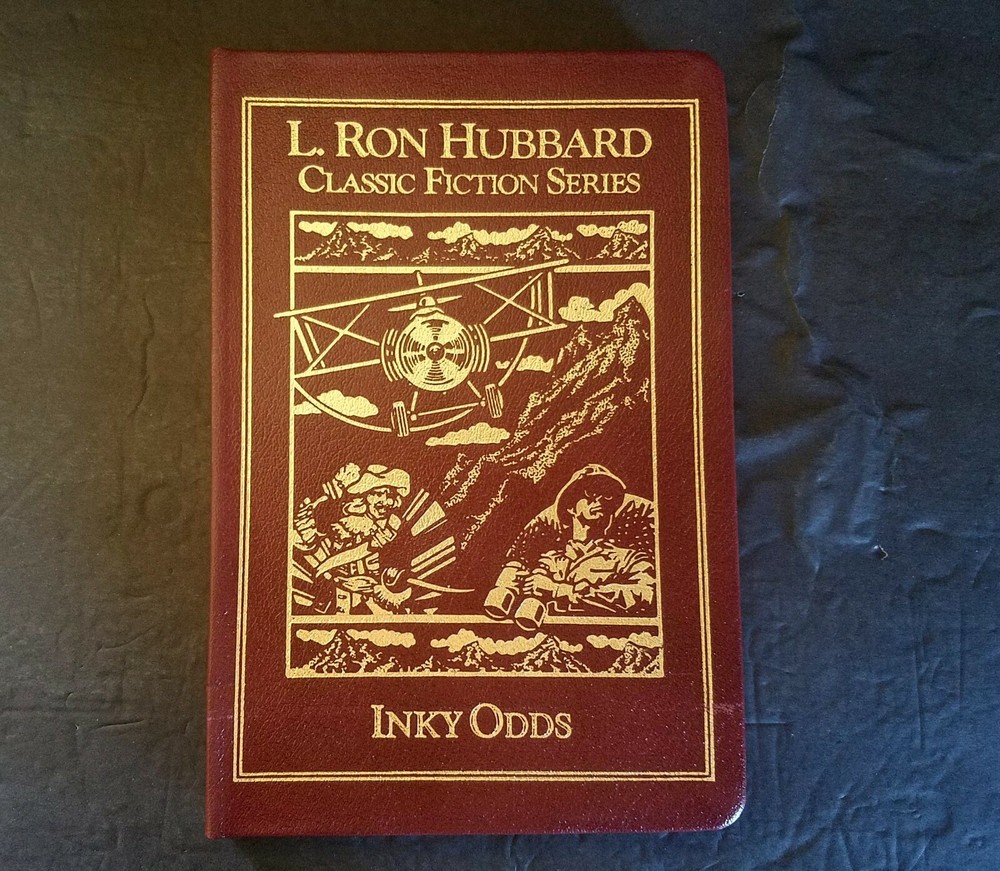 L. RON HUBBARD
CLASSIC FICTION SERIES
INKY ODDS